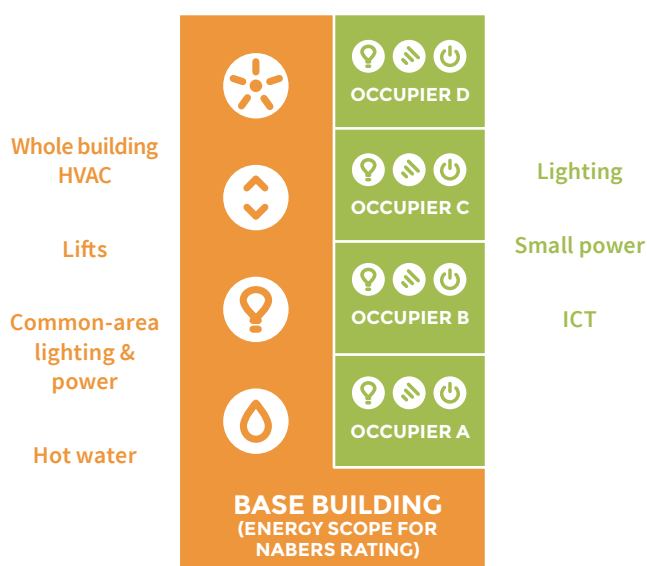 Whole building
HVAC
Lifts
Common-area
lighting &
power
Hot water
OCCUPIER D
OCCUPIER C
OCCUPIER B
OCCUPIER A
BASE BUILDING
(ENERGY SCOPE FOR
NABERS RATING)
Lighting
Small power
ICT